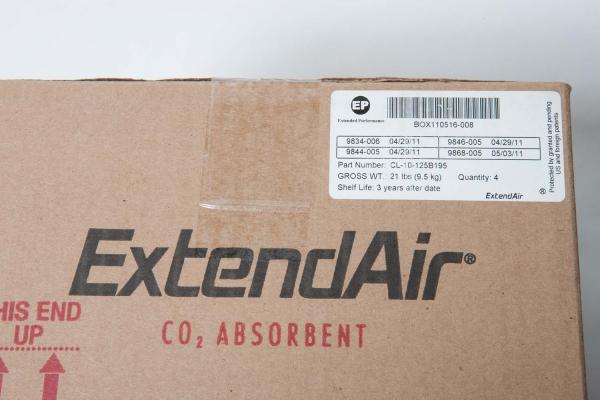 EP
Extended Performance
BOX110516-008
9834-006 04/29/11 9846-005 04/29/11
9844-005 04/29/11 9868-005 05/03/11
Part Number: CL-10-125B195
GROSS WT.: 21 lbs (9.5 kg) Quantity: 4
Shelf Life: 3 years after date
ExtendAir ®
Protected by granted and pending
US and foreign patents
ExtendAir®
CO₂ ABSORBENT
HIS END
UP